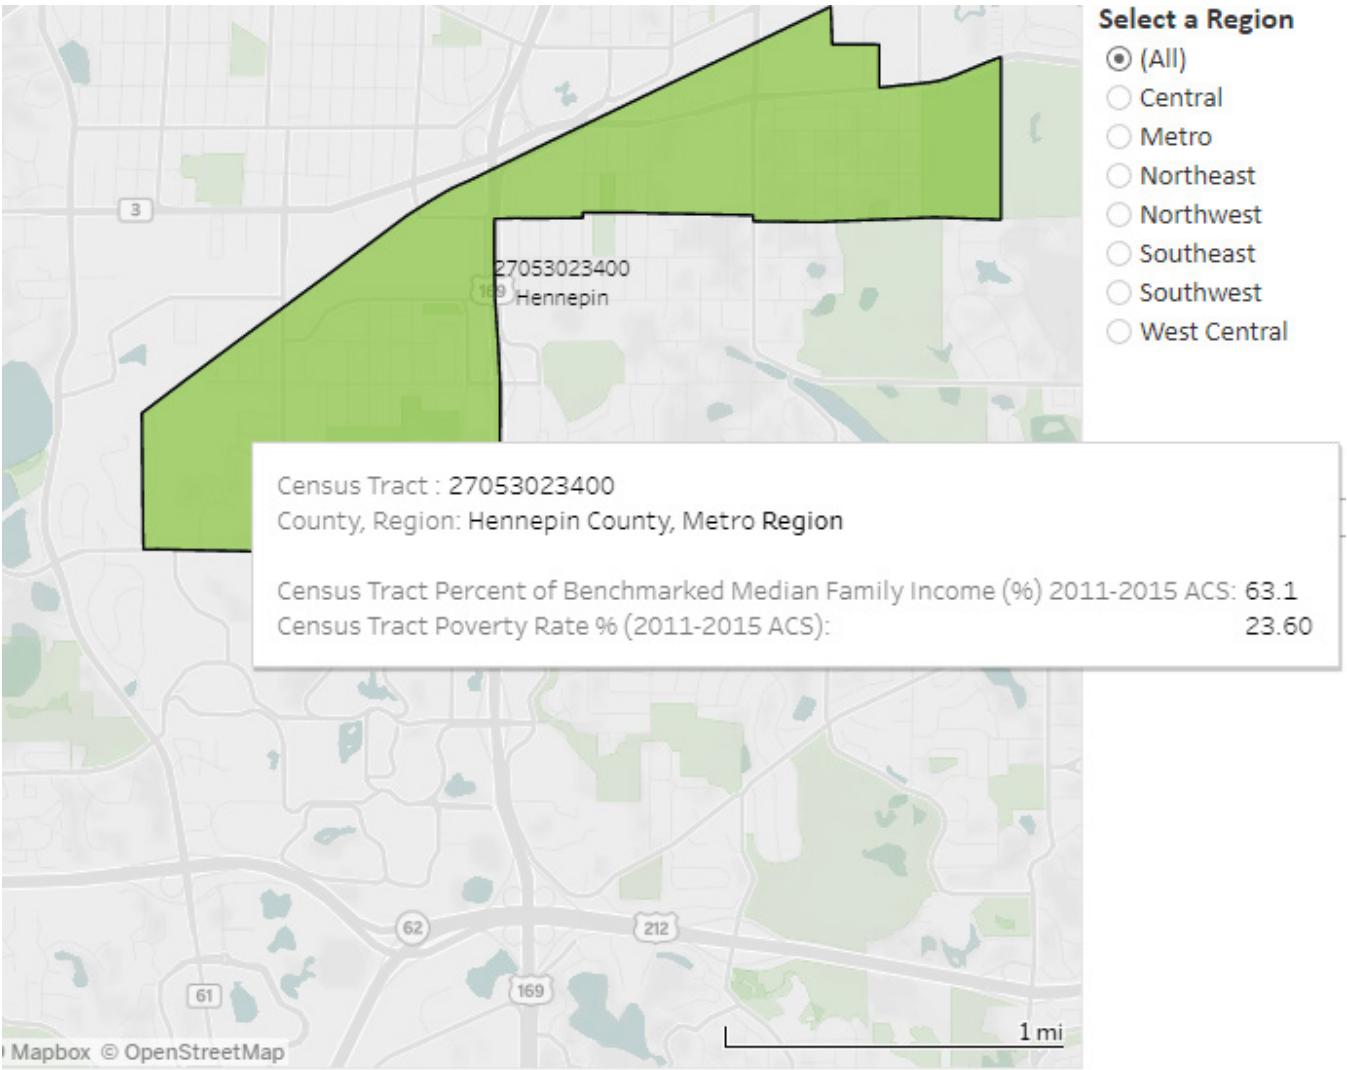 Select a Region
(All)
Central
Metro
Northeast
Northwest
Southeast
Southwest
West Central
3
27053023400
169
Hennepin
Census Tract : 27053023400
County, Region: Hennepin County, Metro Region
Census Tract Percent of Benchmarked Median Family Income (%) 2011-2015 ACS: 63.1
Census Tract Poverty Rate % (2011-2015 ACS): 23.60
62
212
169
61
1 mi
Mapbox © OpenStreetMap